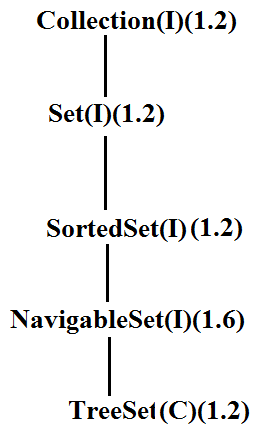 Collection(I)(1.2)
Set(I)(1.2)
SortedSet(I)(1.2)
NavigableSet(I)(1.6)
TreeSet(C)(1.2)